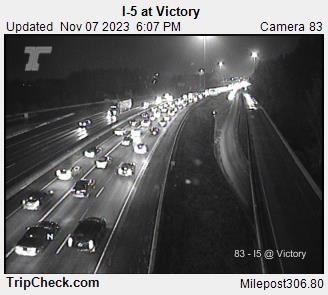 I-5 at Victory
Updated Nov 07 2023 6:07 PM Camera 83
T
83 - I5 @ Victory
TripCheck.com Milepost306.80